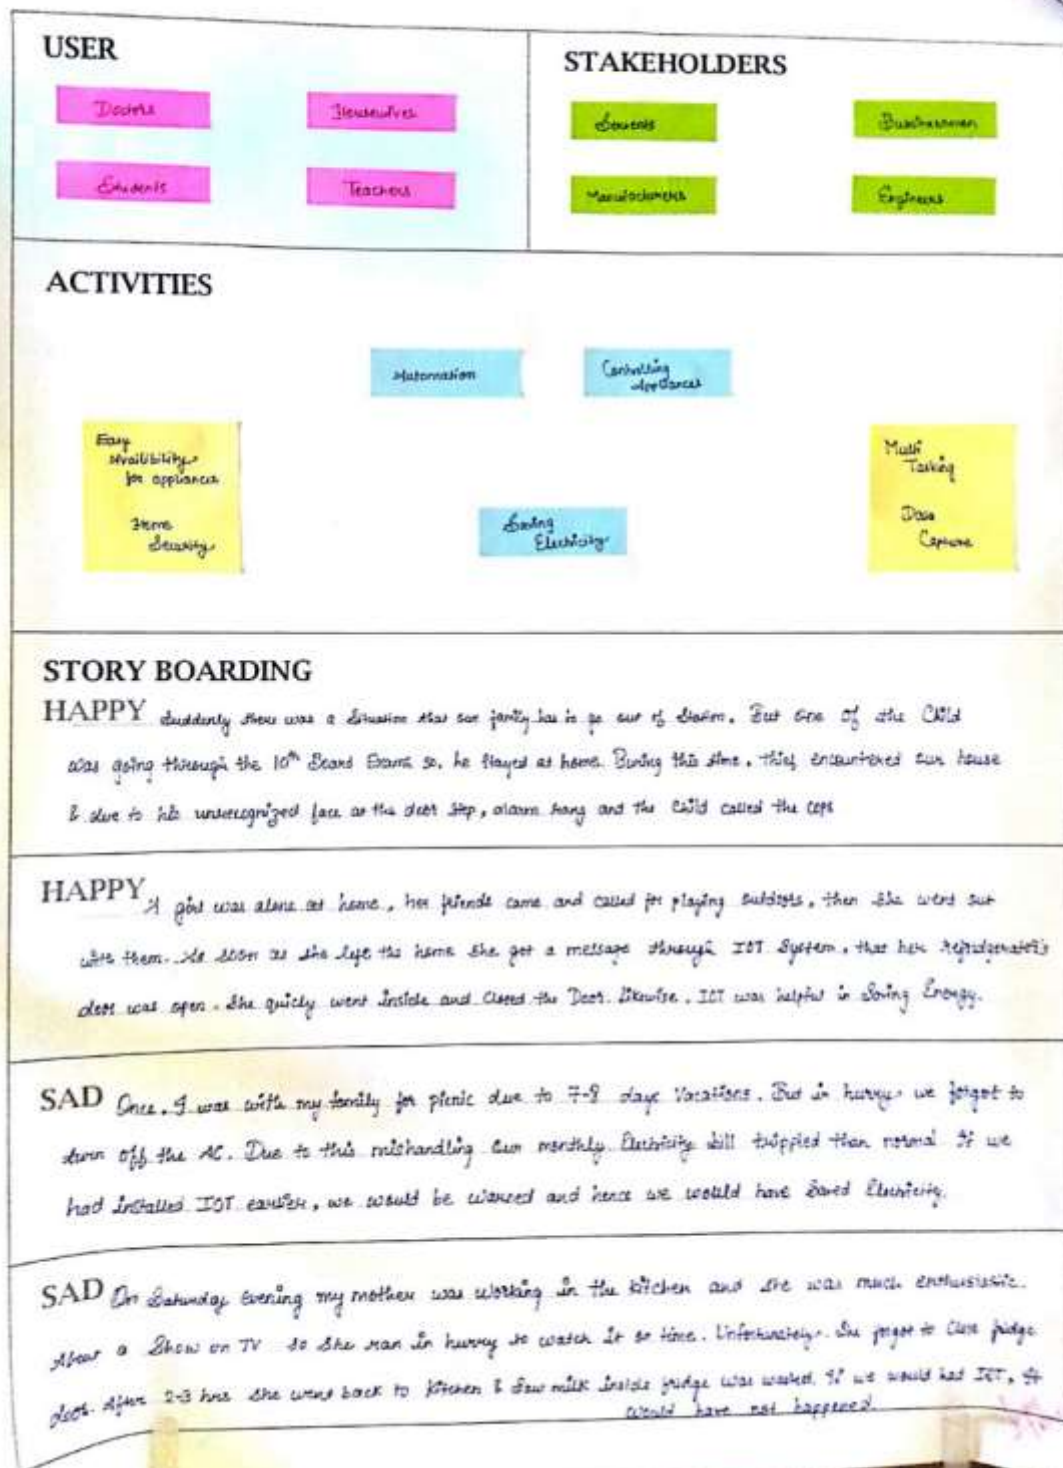 USER
Doctors
Housewives
Students
Teachers
STAKEHOLDERS
Servents
Bussinessmen
Manufacturers
Engineers
ACTIVITIES
Automation
Controlling
Appliances
Easy
Availibility
for appliances
Home
Security
Saving
Electricity
Multi
Tasking
Data
Capture
STORY BOARDING
HAPPY Suddenly there was a Situation that our family has to go out of Station. But one of the Child
was going through the 10th Board Exams so, he stayed at home. During this time, thief encountered our house
& due to his unrecognized face at the door step, alarm rang and the child called the cops
HAPPY A girl was alone at home, her friends came and called for playing outdoors, then she went out
with them. As soon as she left the home she got a message through IOT System, that her Refridgerator's
door was open. She quicly went inside and Closed the Door. Likewise, IOT was helpful in Saving Energy.
SAD Once, I was with my family for picnic due to 7-8 days Vacations. But in hurry we forgot to
turn off the AC. Due to this mishandling our monthly Electricity bill trippled than normal If we
had installed IOT earlier, we would be warned and hence we would have Saved Electricity.
SAD On Saturday Evening my mother was working in the kitchen and she was much enthusiastic
About a Show on TV so she ran in hurry to watch it on time. Unfortunately, She forgot to Close fridge
door. After 2-3 hrs she went back to kitchen & Saw milk inside fridge was wasted. If we would had IOT, it
would have not happened.